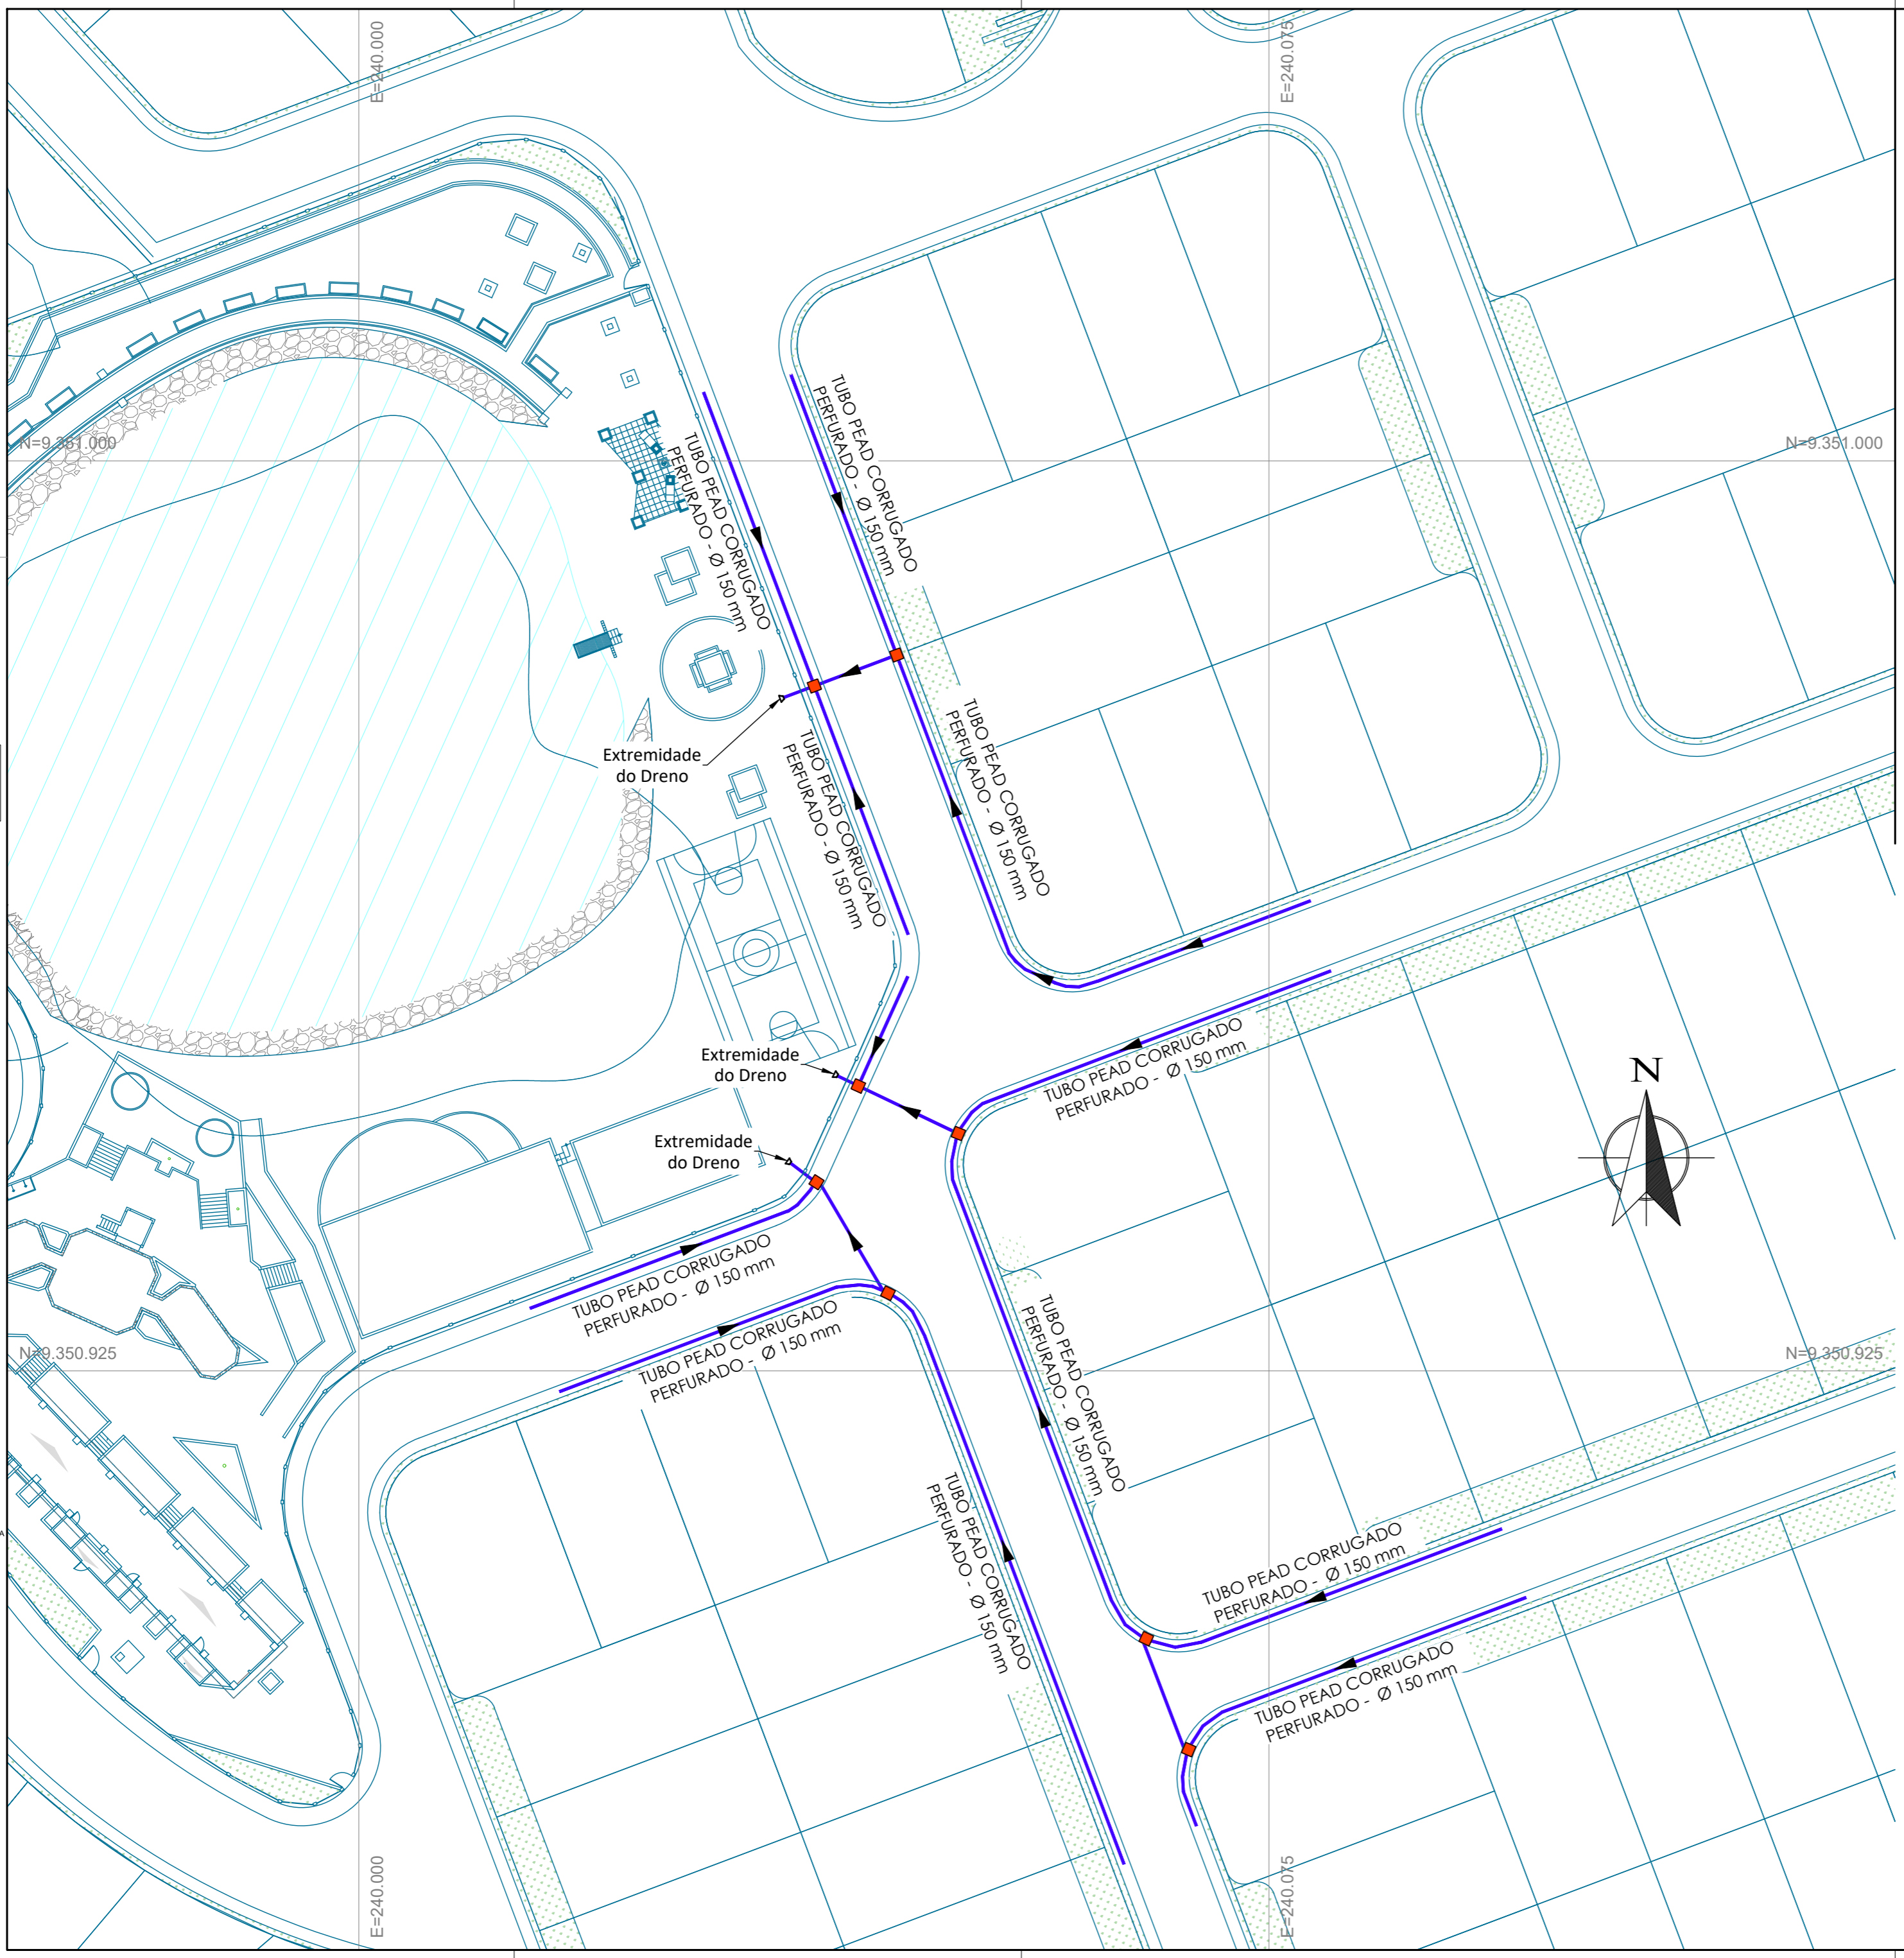 E=240.000
E=240.075
TUBO PEAD CORRUGADO
PERFURADO - Ø 150 mm
TUBO PEAD CORRUGADO
PERFURADO - Ø 150 mm
N=9.351.000
N=9.351.000
TUBO PEAD CORRUGADO
PERFURADO - Ø 150 mm
TUBO PEAD CORRUGADO
PERFURADO - Ø 150 mm
Extremidade
do Dreno
TUBO PEAD CORRUGADO
PERFURADO - Ø 150 mm
Extremidade
do Dreno
N
Extremidade
do Dreno
TUBO PEAD CORRUGADO
PERFURADO - Ø 150 mm
TUBO PEAD CORRUGADO
PERFURADO - Ø 150 mm
TUBO PEAD CORRUGADO
PERFURADO - Ø 150 mm
N=9.350.925
N=9.350.925
TUBO PEAD CORRUGADO
PERFURADO - Ø 150 mm
TUBO PEAD CORRUGADO
PERFURADO - Ø 150 mm
TUBO PEAD CORRUGADO
PERFURADO - Ø 150 mm
E=240.000
E=240.075